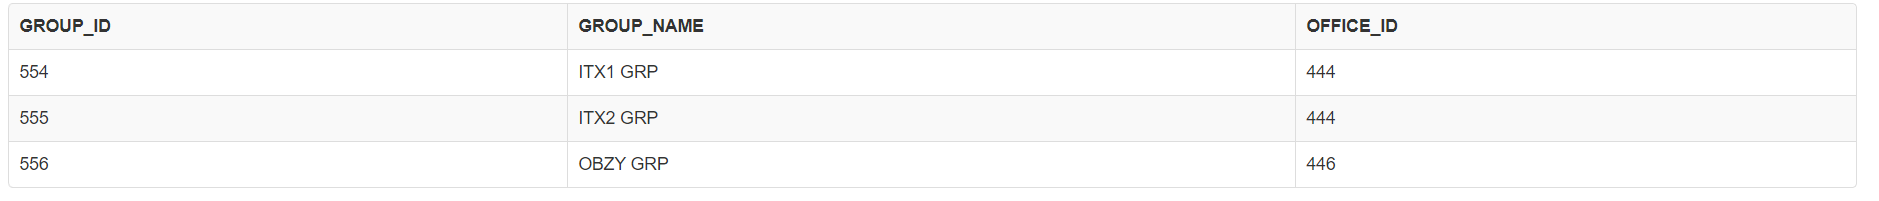 GROUP_ID GROUP_NAME OFFICE_ID
554 ITX1 GRP 444
555 ITX2 GRP 444
556 OBZY GRP 446